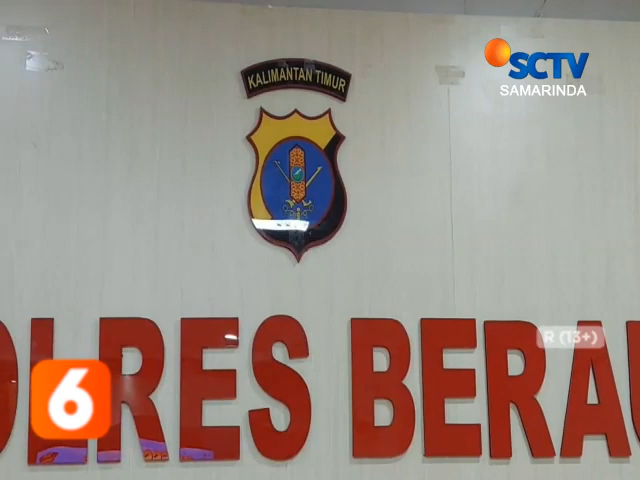 SCTV
SAMARINDA
KALIMANTAN TIMUR
OLRES BERAU
R (13+)
6